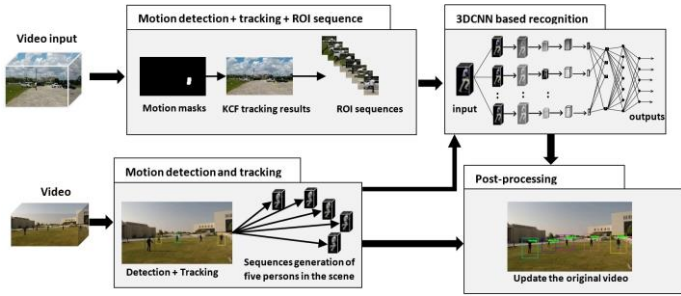 Motion detection + tracking + ROI sequence
3DCNN based recognition
Video input
Motion masks
KCF tracking results
ROI sequences
input
outputs
Motion detection and tracking
Video
Detection + Tracking
Sequences generation of
five persons in the scene
Post-processing
Update the original video